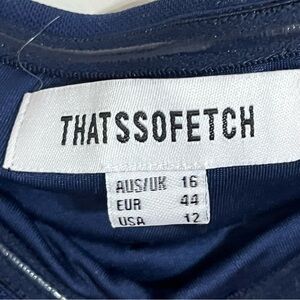 THATSSOFETCH
AUS/UK 16
EUR 44
USA 12